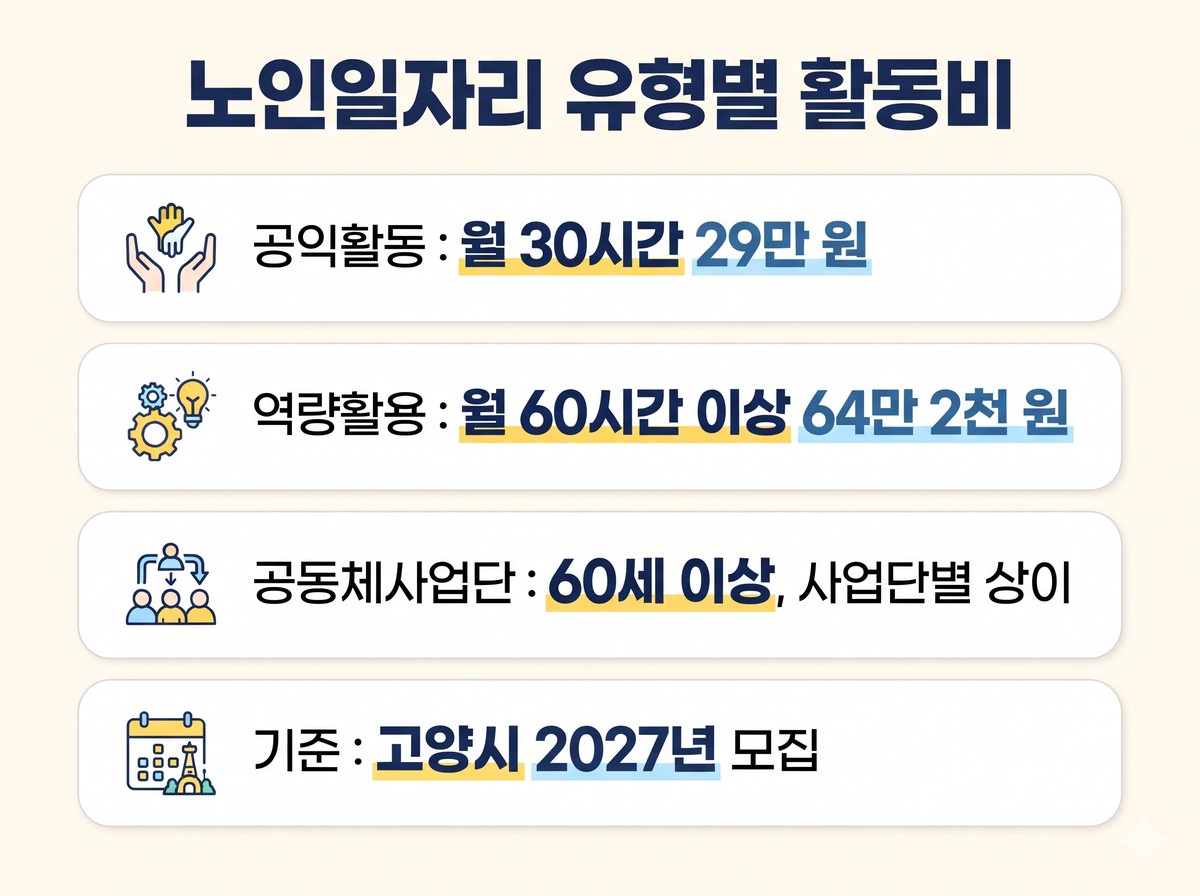 노인일자리 유형별 활동비
공익활동 : 월 30시간 29만 원
역량활용 : 월 60시간 이상 64만 2천 원
공동체사업단 : 60세 이상, 사업단별 상이
기준 : 고양시 2027년 모집